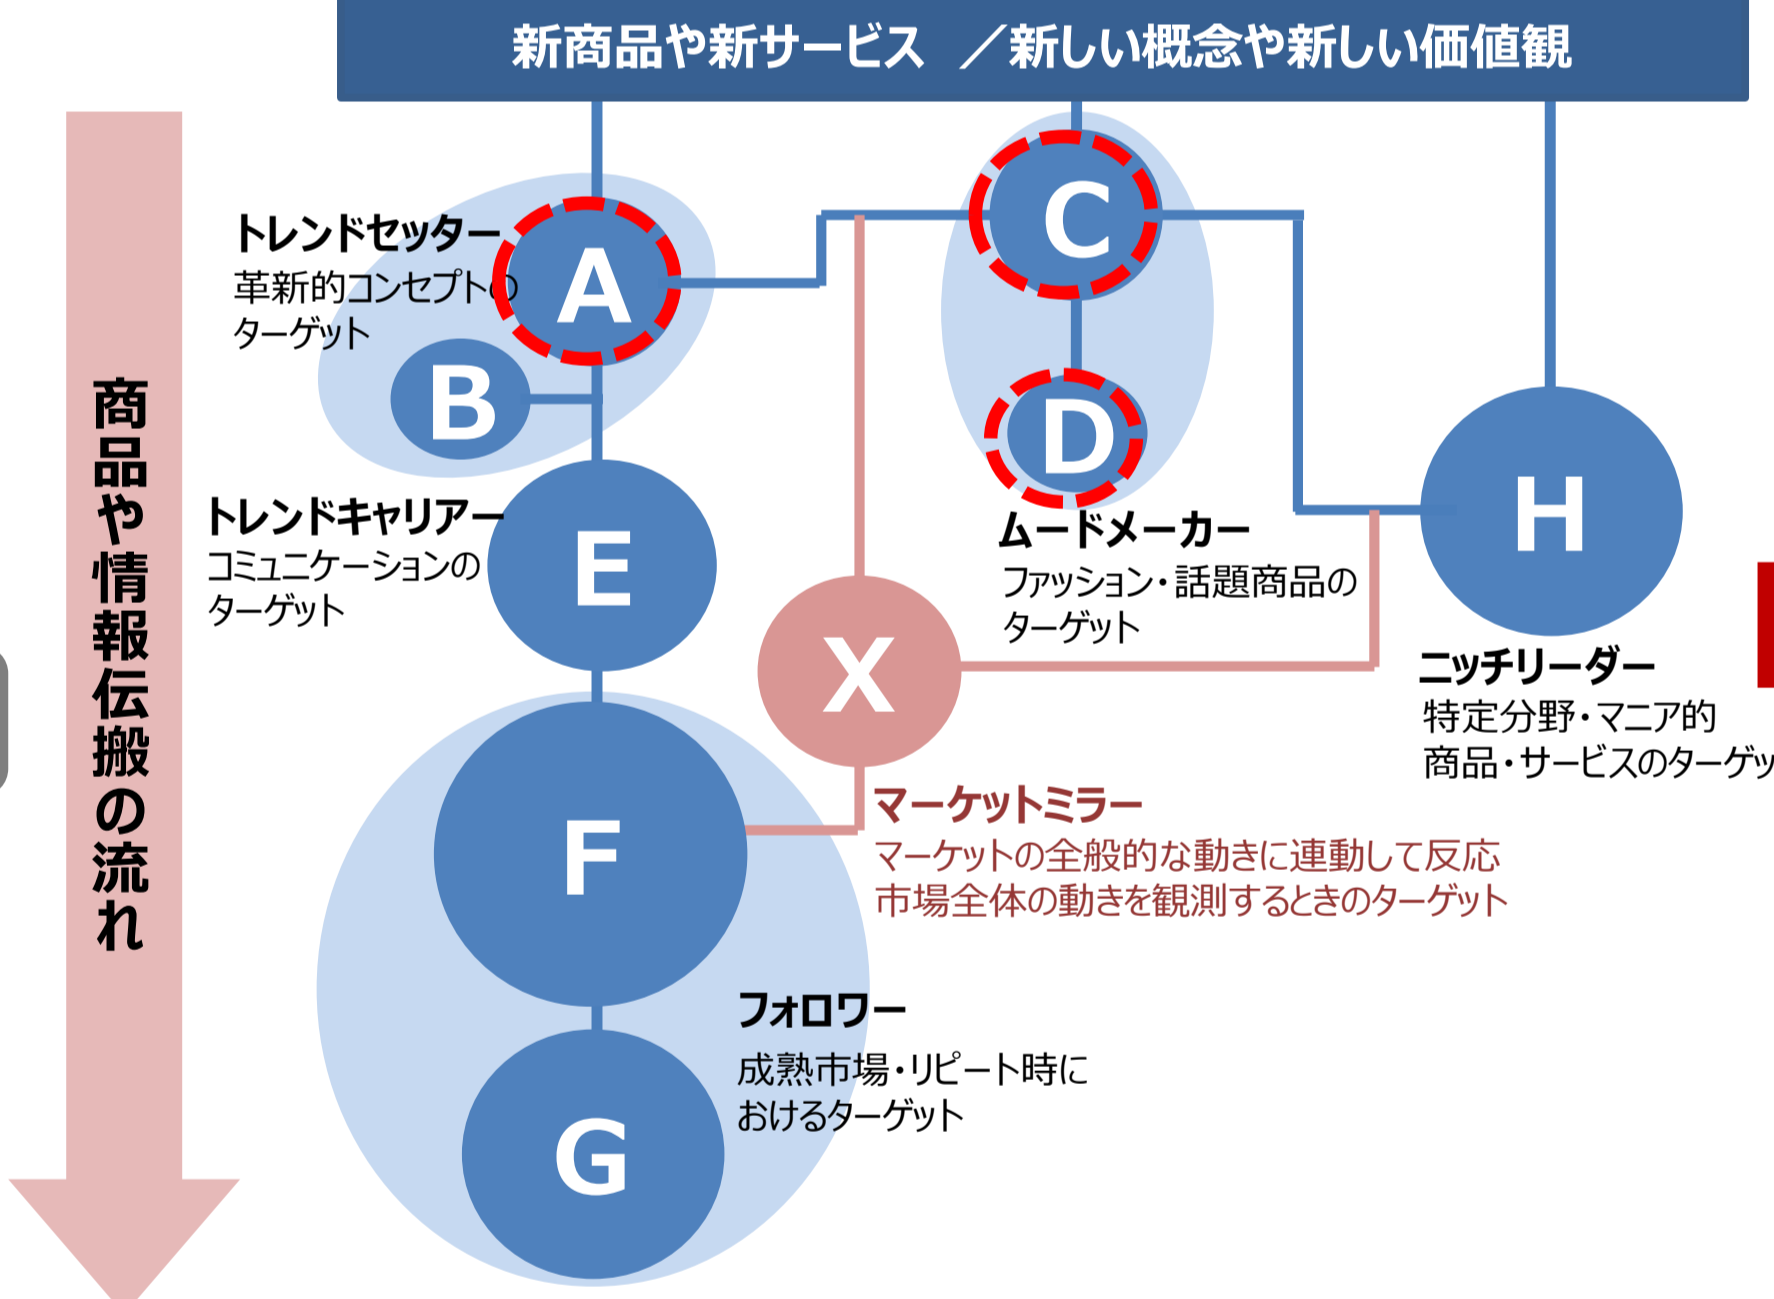 新商品や新サービス ／新しい概念や新しい価値観
商品や情報伝搬の流れ
トレンドセッター
革新的コンセプトの
ターゲット
A
B
C
D
トレンドキャリアー
コミュニケーションの
ターゲット
E
ムードメーカー
ファッション・話題商品の
ターゲット
H
ニッチリーダー
特定分野・マニア的
商品・サービスのターゲッ
X
マーケットミラー
マーケットの全般的な動きに連動して反応
市場全体の動きを観測するときのターゲット
F
フォロワー
成熟市場・リピート時に
おけるターゲット
G